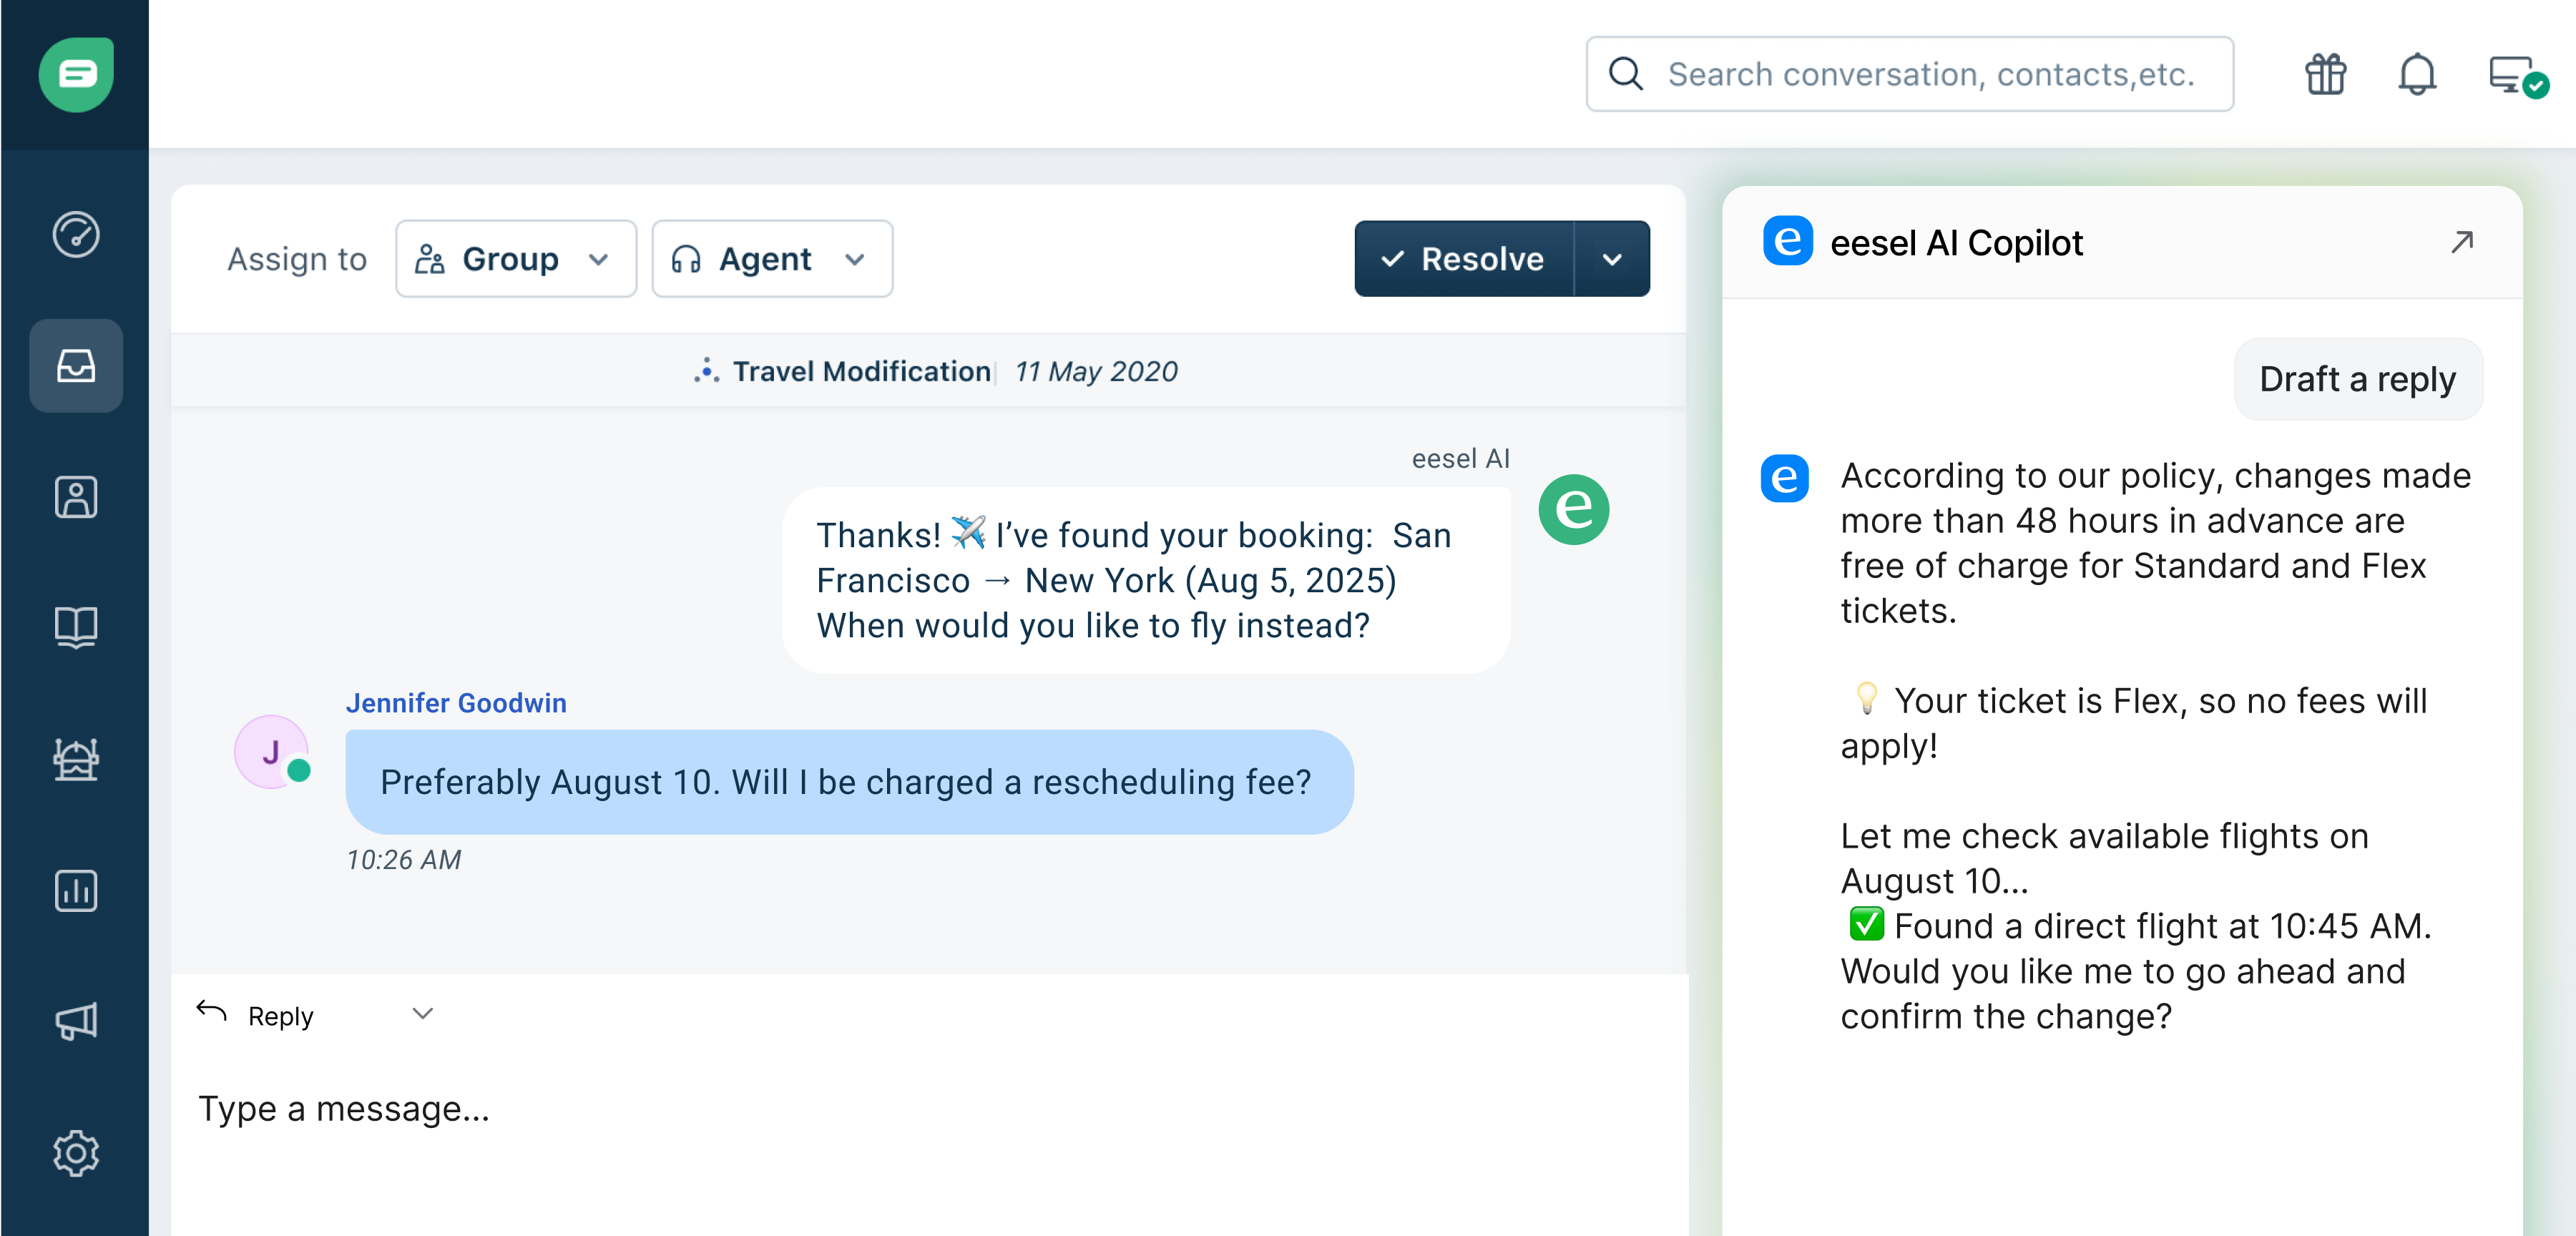 Search conversation, contacts,etc.
Assign to
Group
Agent
Resolve
Travel Modification
11 May 2020
eesel AI
e
Thanks! ✈️ I’ve found your booking:  San
Francisco → New York (Aug 5, 2025)
When would you like to fly instead?
Jennifer Goodwin
J
Preferably August 10. Will I be charged a rescheduling fee?
10:26 AM
Reply
Type a message...
e
eesel AI Copilot
Draft a reply
e
According to our policy, changes made
more than 48 hours in advance are
free of charge for Standard and Flex
tickets.
💡 Your ticket is Flex, so no fees will
apply!
Let me check available flights on
August 10...
✅ Found a direct flight at 10:45 AM.
Would you like me to go ahead and
confirm the change?